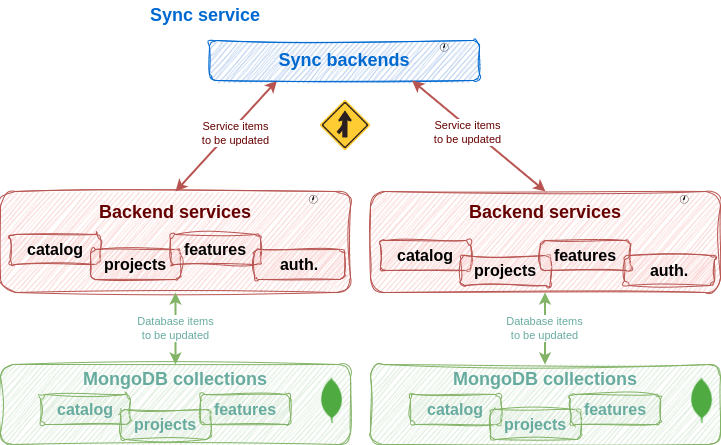 Sync service
Sync backends
Service items
to be updated
Service items
to be updated
Backend services
catalog
projects
features
auth.
Backend services
catalog
projects
features
auth.
Database items
to be updated
Database items
to be updated
MongoDB collections
catalog
projects
features
MongoDB collections
catalog
projects
features